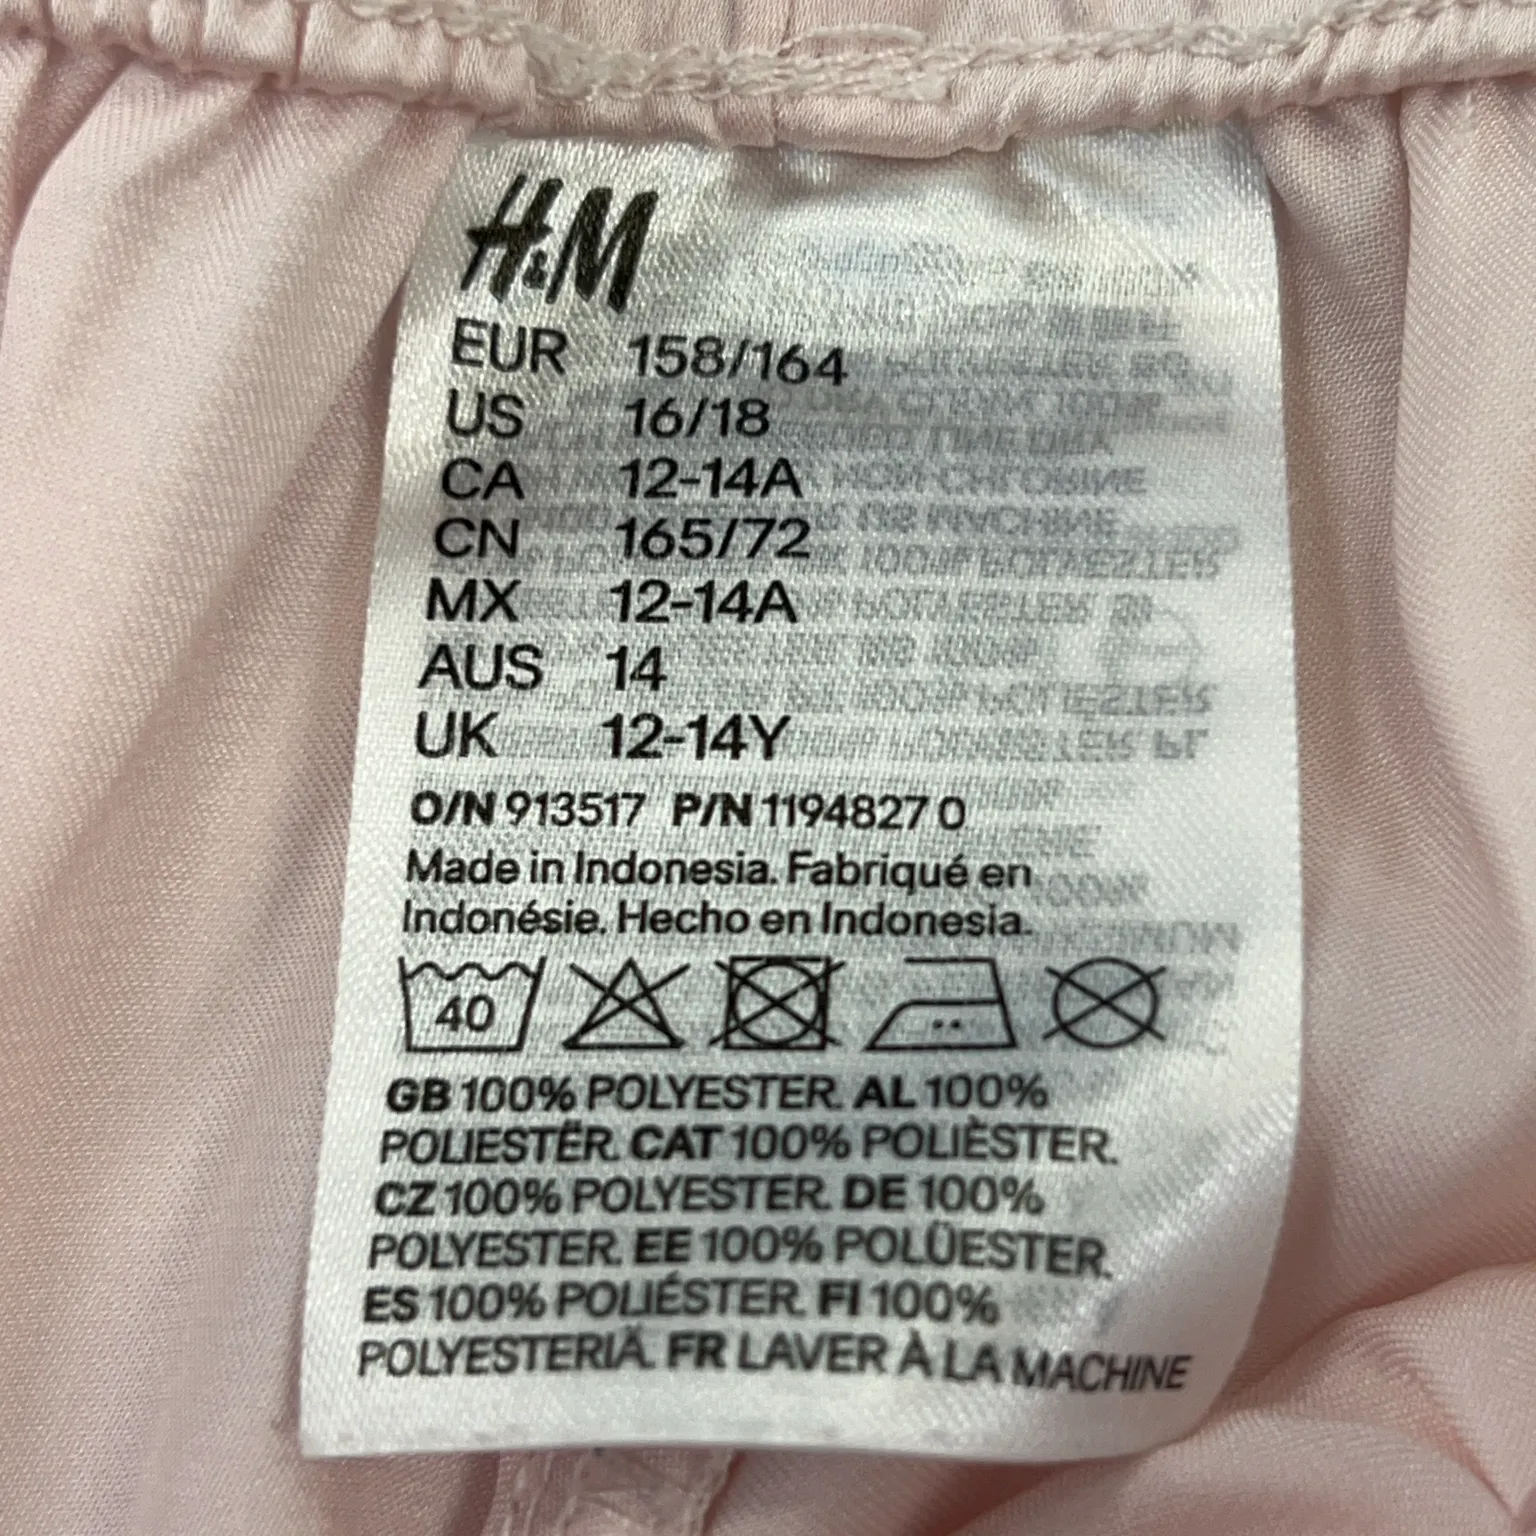 H&M
EUR 158/164
US 16/18
CA 12-14A
CN 165/72
MX 12-14A
AUS 14
UK 12-14Y
O/N 913517 P/N 1194827 0
Made in Indonesia. Fabriqué en
Indonésie. Hecho en Indonesia.
40
GB 100% POLYESTER. AL 100%
POLIESTËR. CAT 100% POLIÈSTER.
CZ 100% POLYESTER. DE 100%
POLYESTER. EE 100% POLÜESTER.
ES 100% POLIÉSTER. FI 100%
POLYESTERIÄ. FR LAVER À LA MACHINE